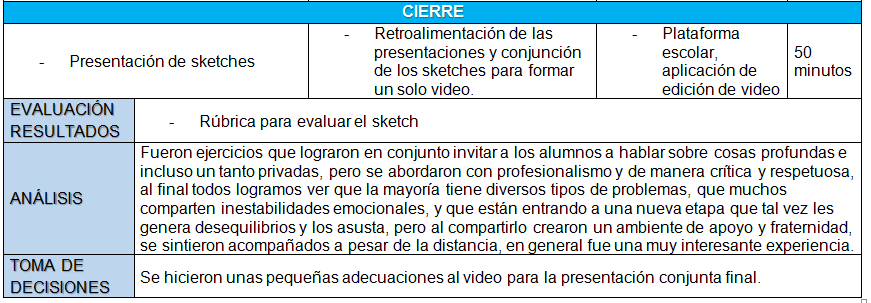 CIERRE
- Presentación de sketches
- Retroalimentación de las
presentaciones y conjunción
de los sketches para formar
un solo video.
- Plataforma
escolar,
aplicación de
edición de video
50
minutos
EVALUACIÓN
RESULTADOS
- Rúbrica para evaluar el sketch
ANÁLISIS
Fueron ejercicios que lograron en conjunto invitar a los alumnos a hablar sobre cosas profundas e
incluso un tanto privadas, pero se abordaron con profesionalismo y de manera crítica y respetuosa,
al final todos logramos ver que la mayoría tiene diversos tipos de problemas, que muchos
comparten inestabilidades emocionales, y que están entrando a una nueva etapa que tal vez les
genera desequilibrios y los asusta, pero al compartirlo crearon un ambiente de apoyo y fraternidad,
se sintieron acompañados a pesar de la distancia, en general fue una muy interesante experiencia.
TOMA DE
DECISIONES
Se hicieron unas pequeñas adecuaciones al video para la presentación conjunta final.